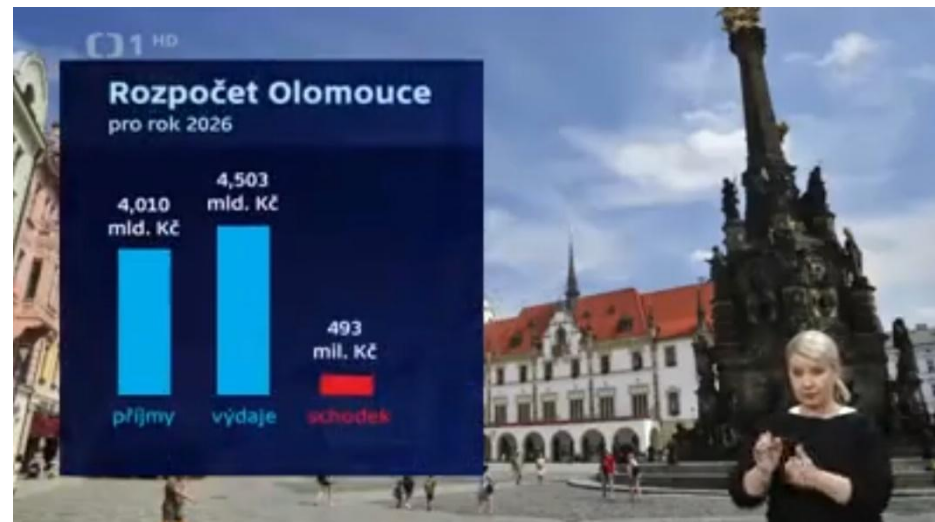 1 HD
Rozpočet Olomouce
pro rok 2026
4,010
mld. Kč
4,503
mld. Kč
493
mil. Kč
příjmy
výdaje
schodek